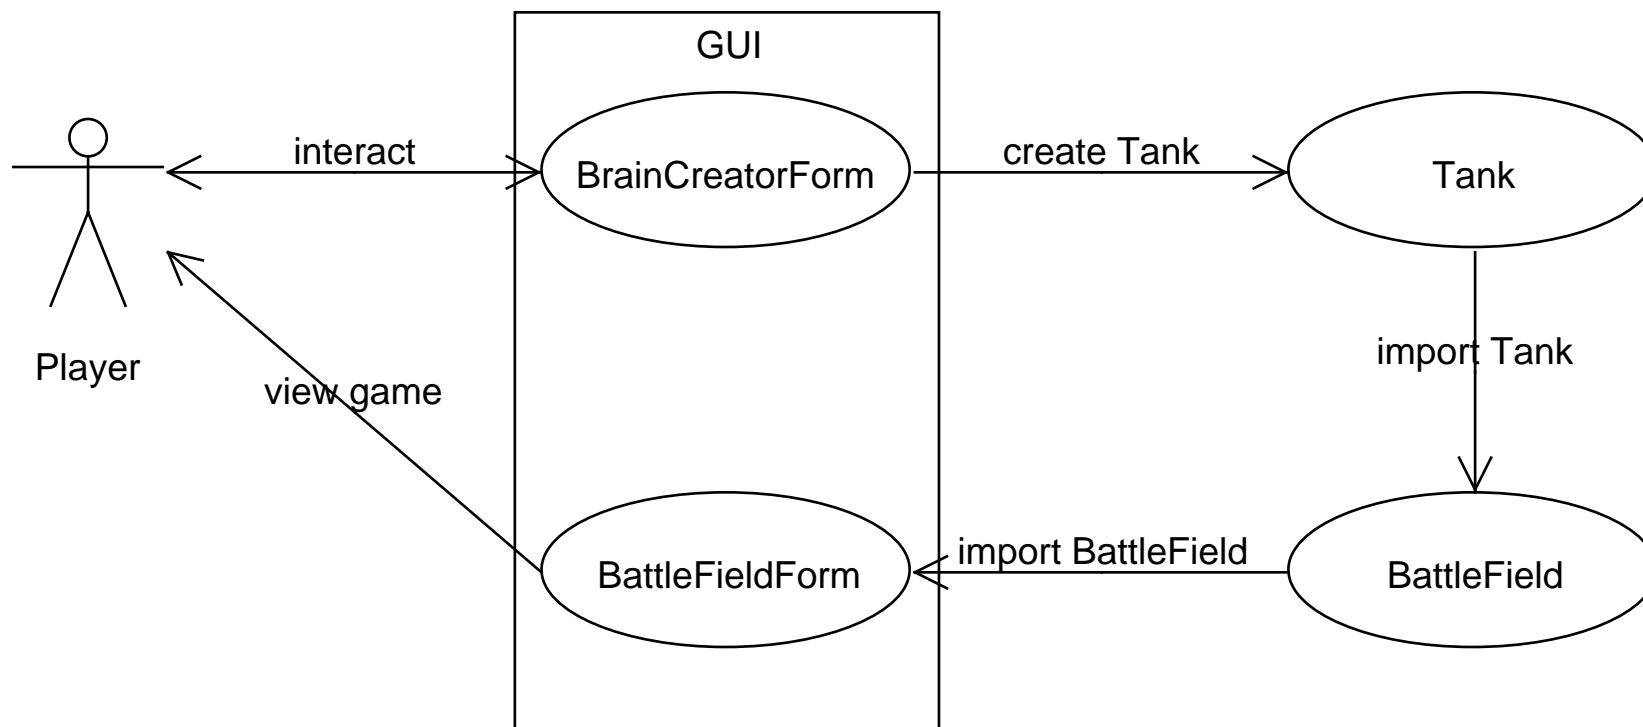 GUI
interact
create Tank
BrainCreatorForm
Tank
Player
import Tank
view game
import BattleField
BattleFieldForm
BattleField